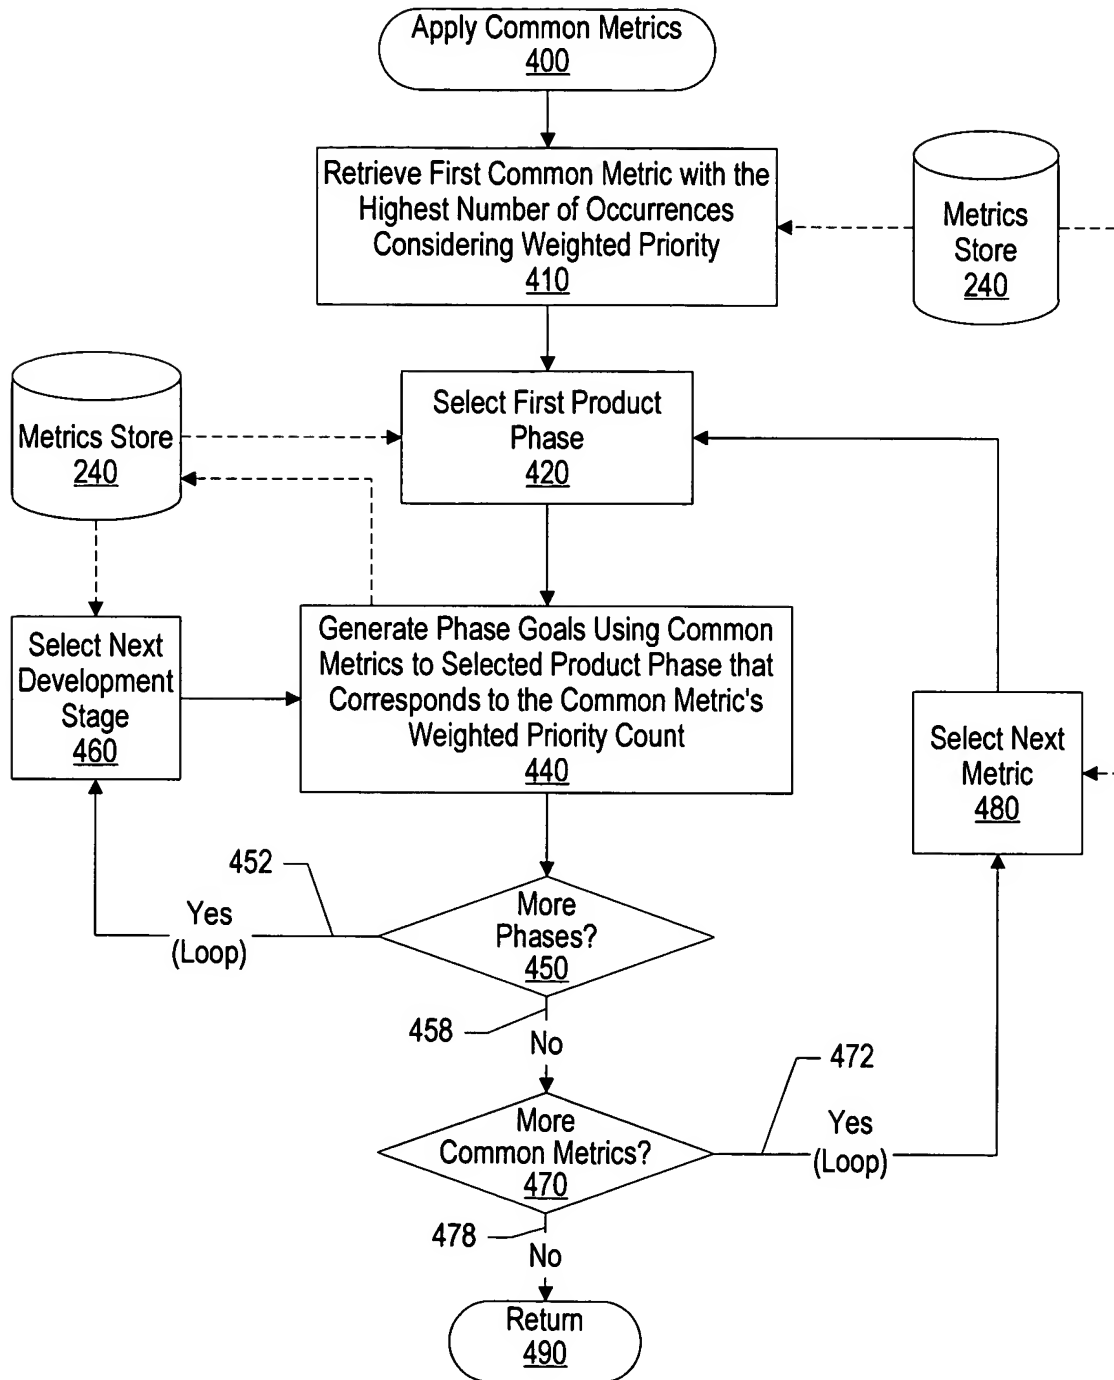 Apply Common Metrics
400
Retrieve First Common Metric with the
Highest Number of Occurrences
Considering Weighted Priority
410
Metrics
Store
240
Metrics Store
240
Select First Product
Phase
420
Select Next
Development
Stage
460
Generate Phase Goals Using Common
Metrics to Selected Product Phase that
Corresponds to the Common Metric's
Weighted Priority Count
440
Select Next
Metric
480
452
Yes
(Loop)
More
Phases?
450
458
No
472
More
Common Metrics?
470
Yes
(Loop)
478
No
Return
490